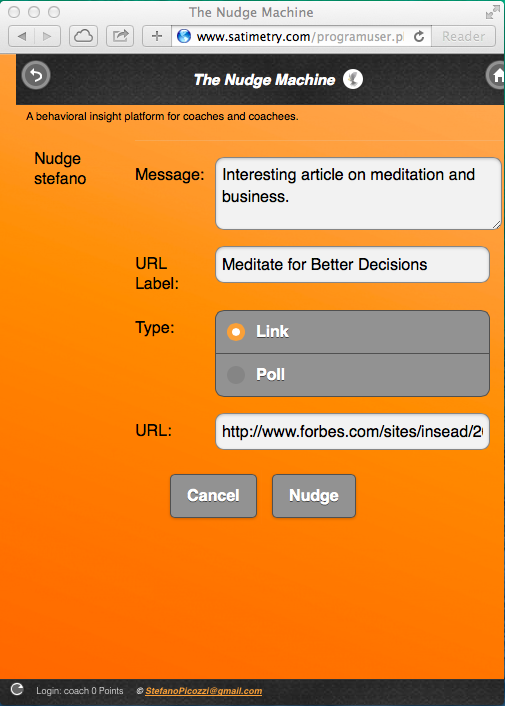 The Nudge Machine
www.satimetry.com/programuser.p
Reader
The Nudge Machine
A behavioral insight platform for coaches and coachees.
Nudge
stefano
Message:
Interesting article on meditation and
business.
URL
Label:
Meditate for Better Decisions
Type:
Link
Poll
URL:
http://www.forbes.com/sites/insead/20
Cancel
Nudge
Login: coach 0 Points © StefanoPicozzi@gmail.com